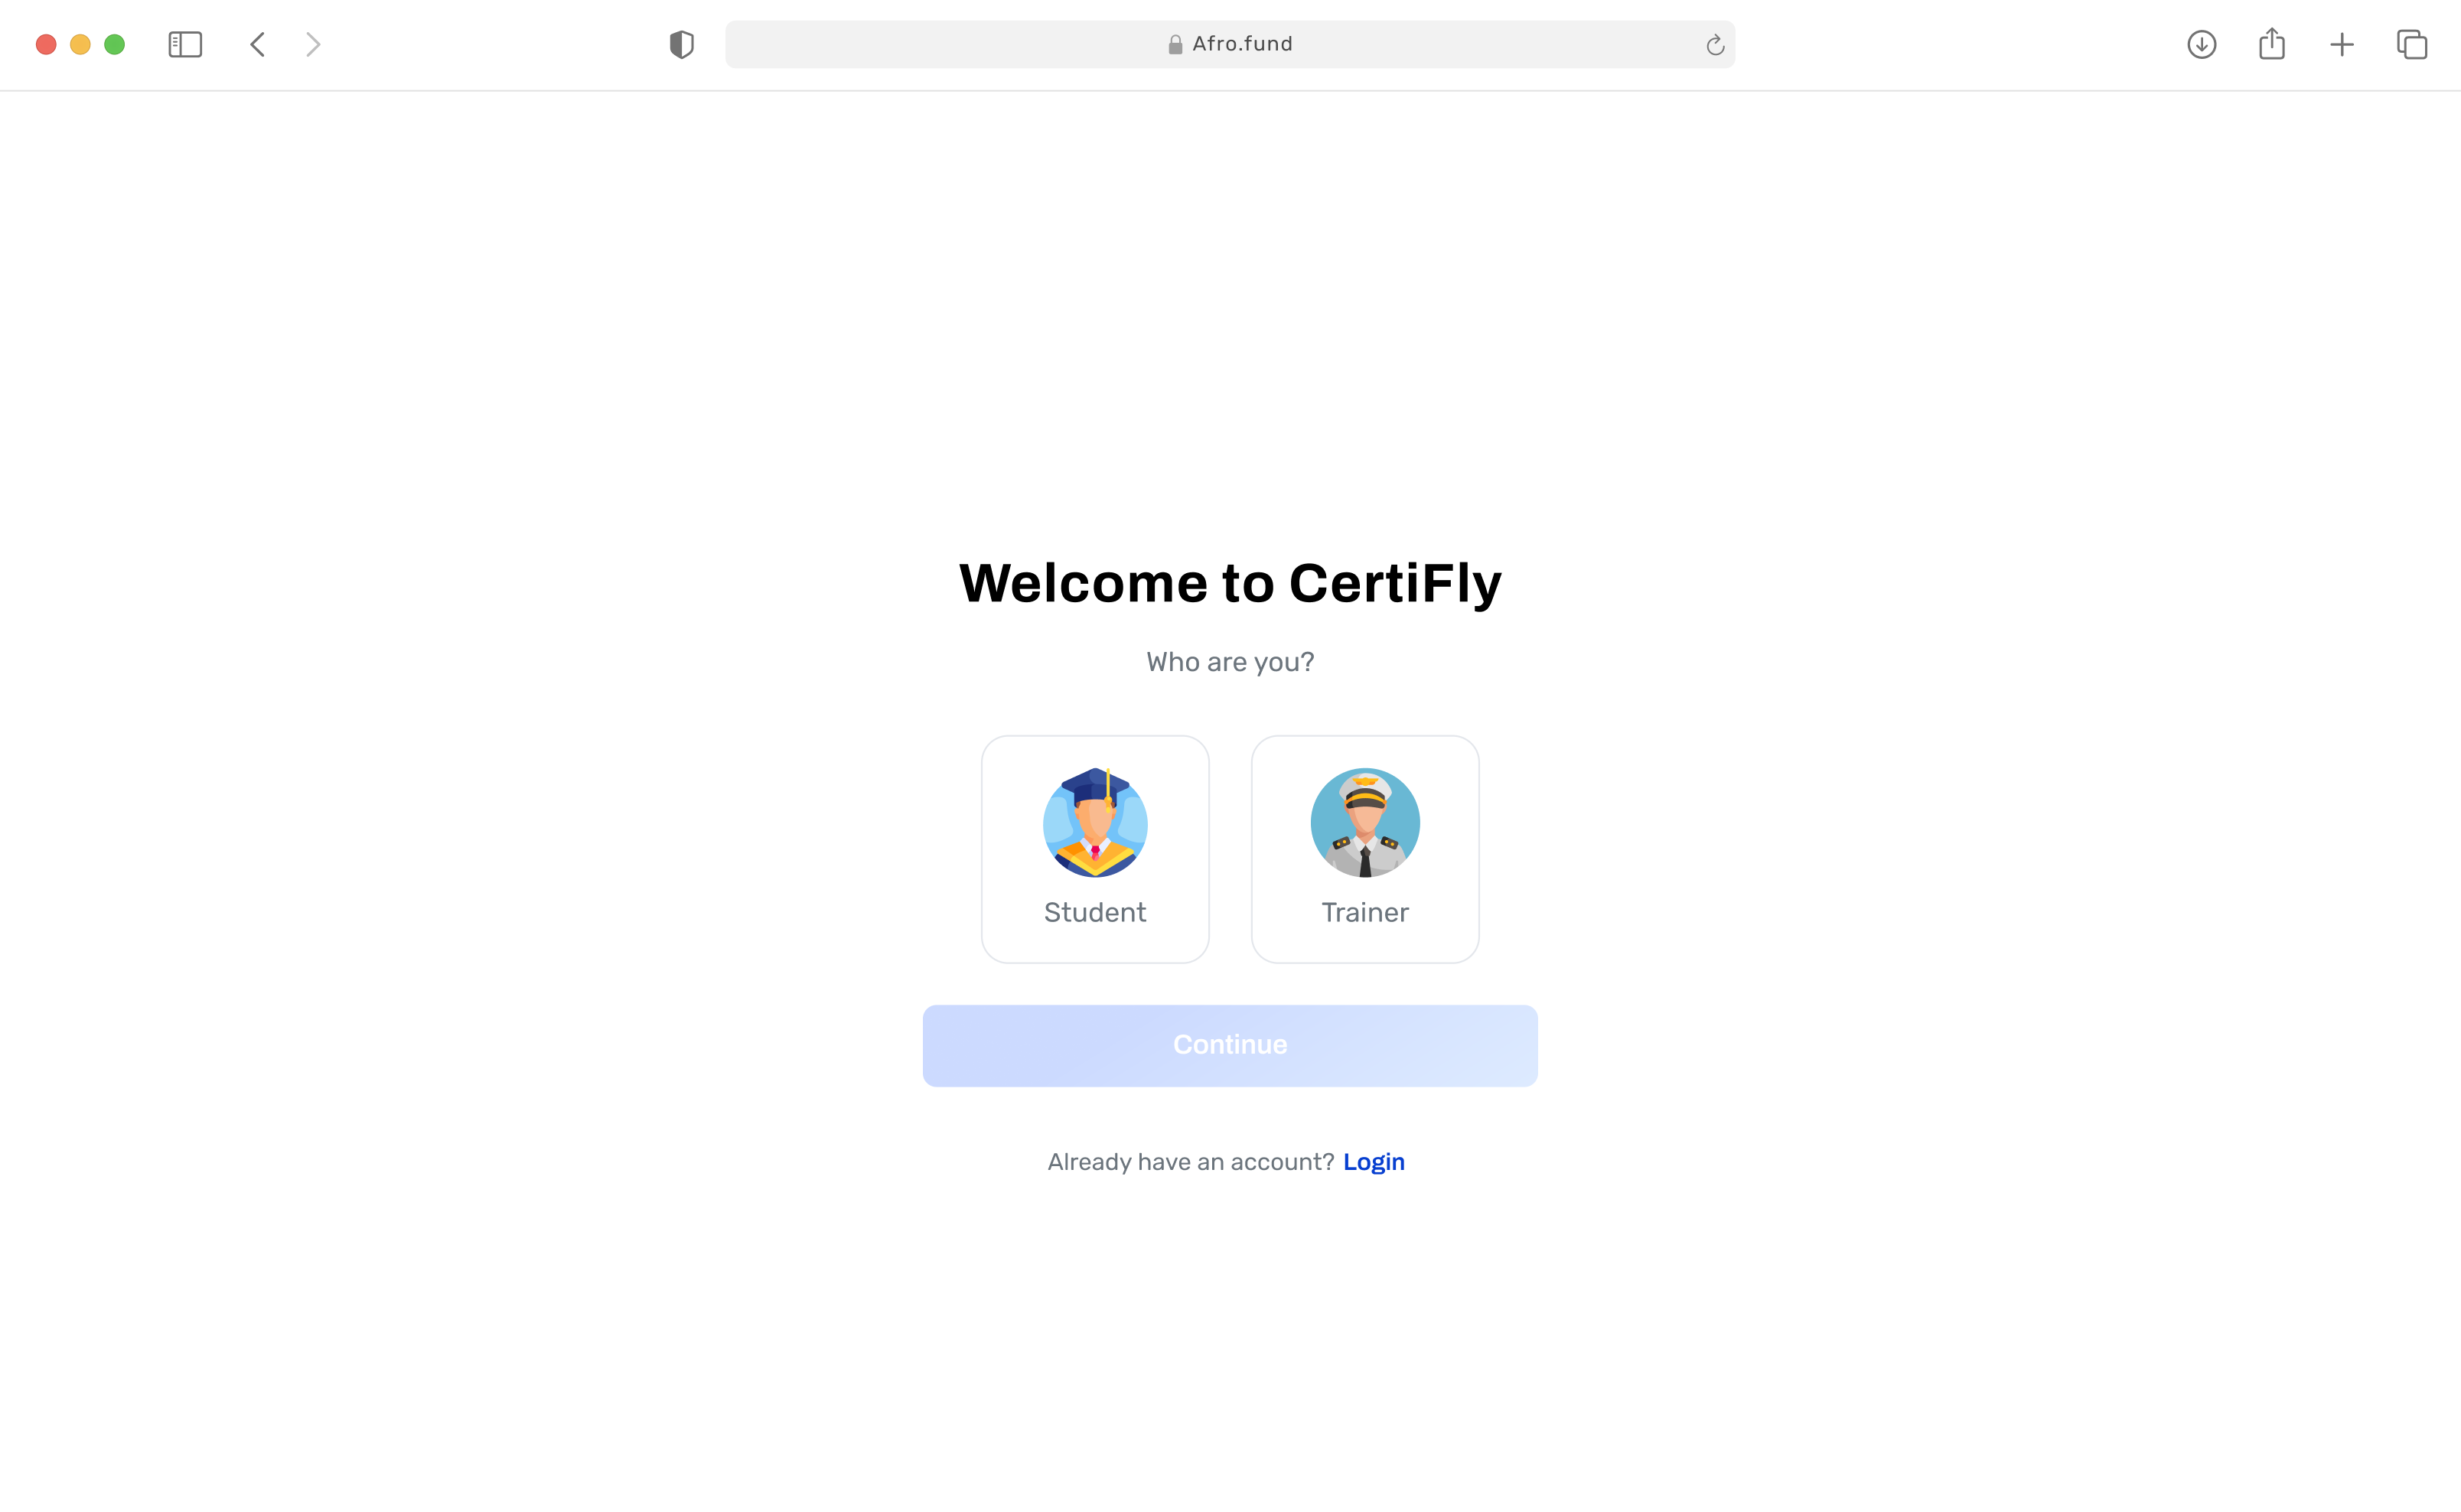 Afro.fund
Welcome to CertiFly
Who are you?
Student
Trainer
Continue
Already have an account? Login